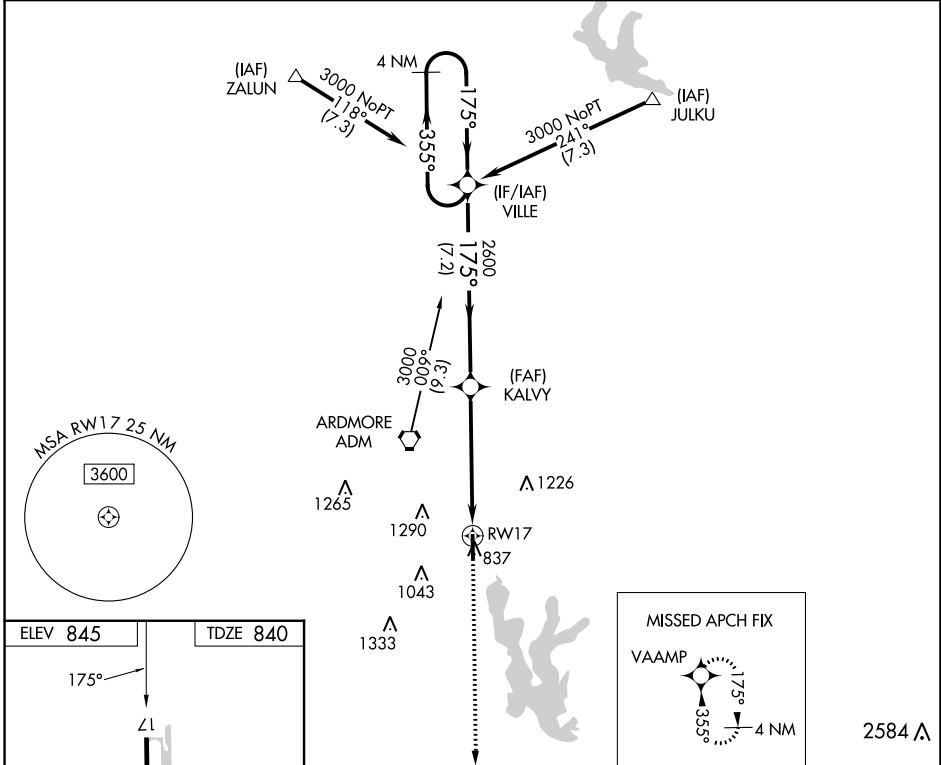 (IAF)
ZALUN
3000 NoPT
118°
(7.3)
4 NM
175°
355°
(IAF)
JULKU
3000 NoPT
241°
(7.3)
(IF/IAF)
VILLE
2600
175°
(7.2)
3000
009°
(9.3)
(FAF)
KALVY
ARDMORE
ADM
MSA RW17 25 NM
3600
1265
1290
1226
RW17
837
1043
1333
ELEV 845
TDZE 840
175°
17
MISSED APCH FIX
VAAMP
175°
355°
4 NM
2584